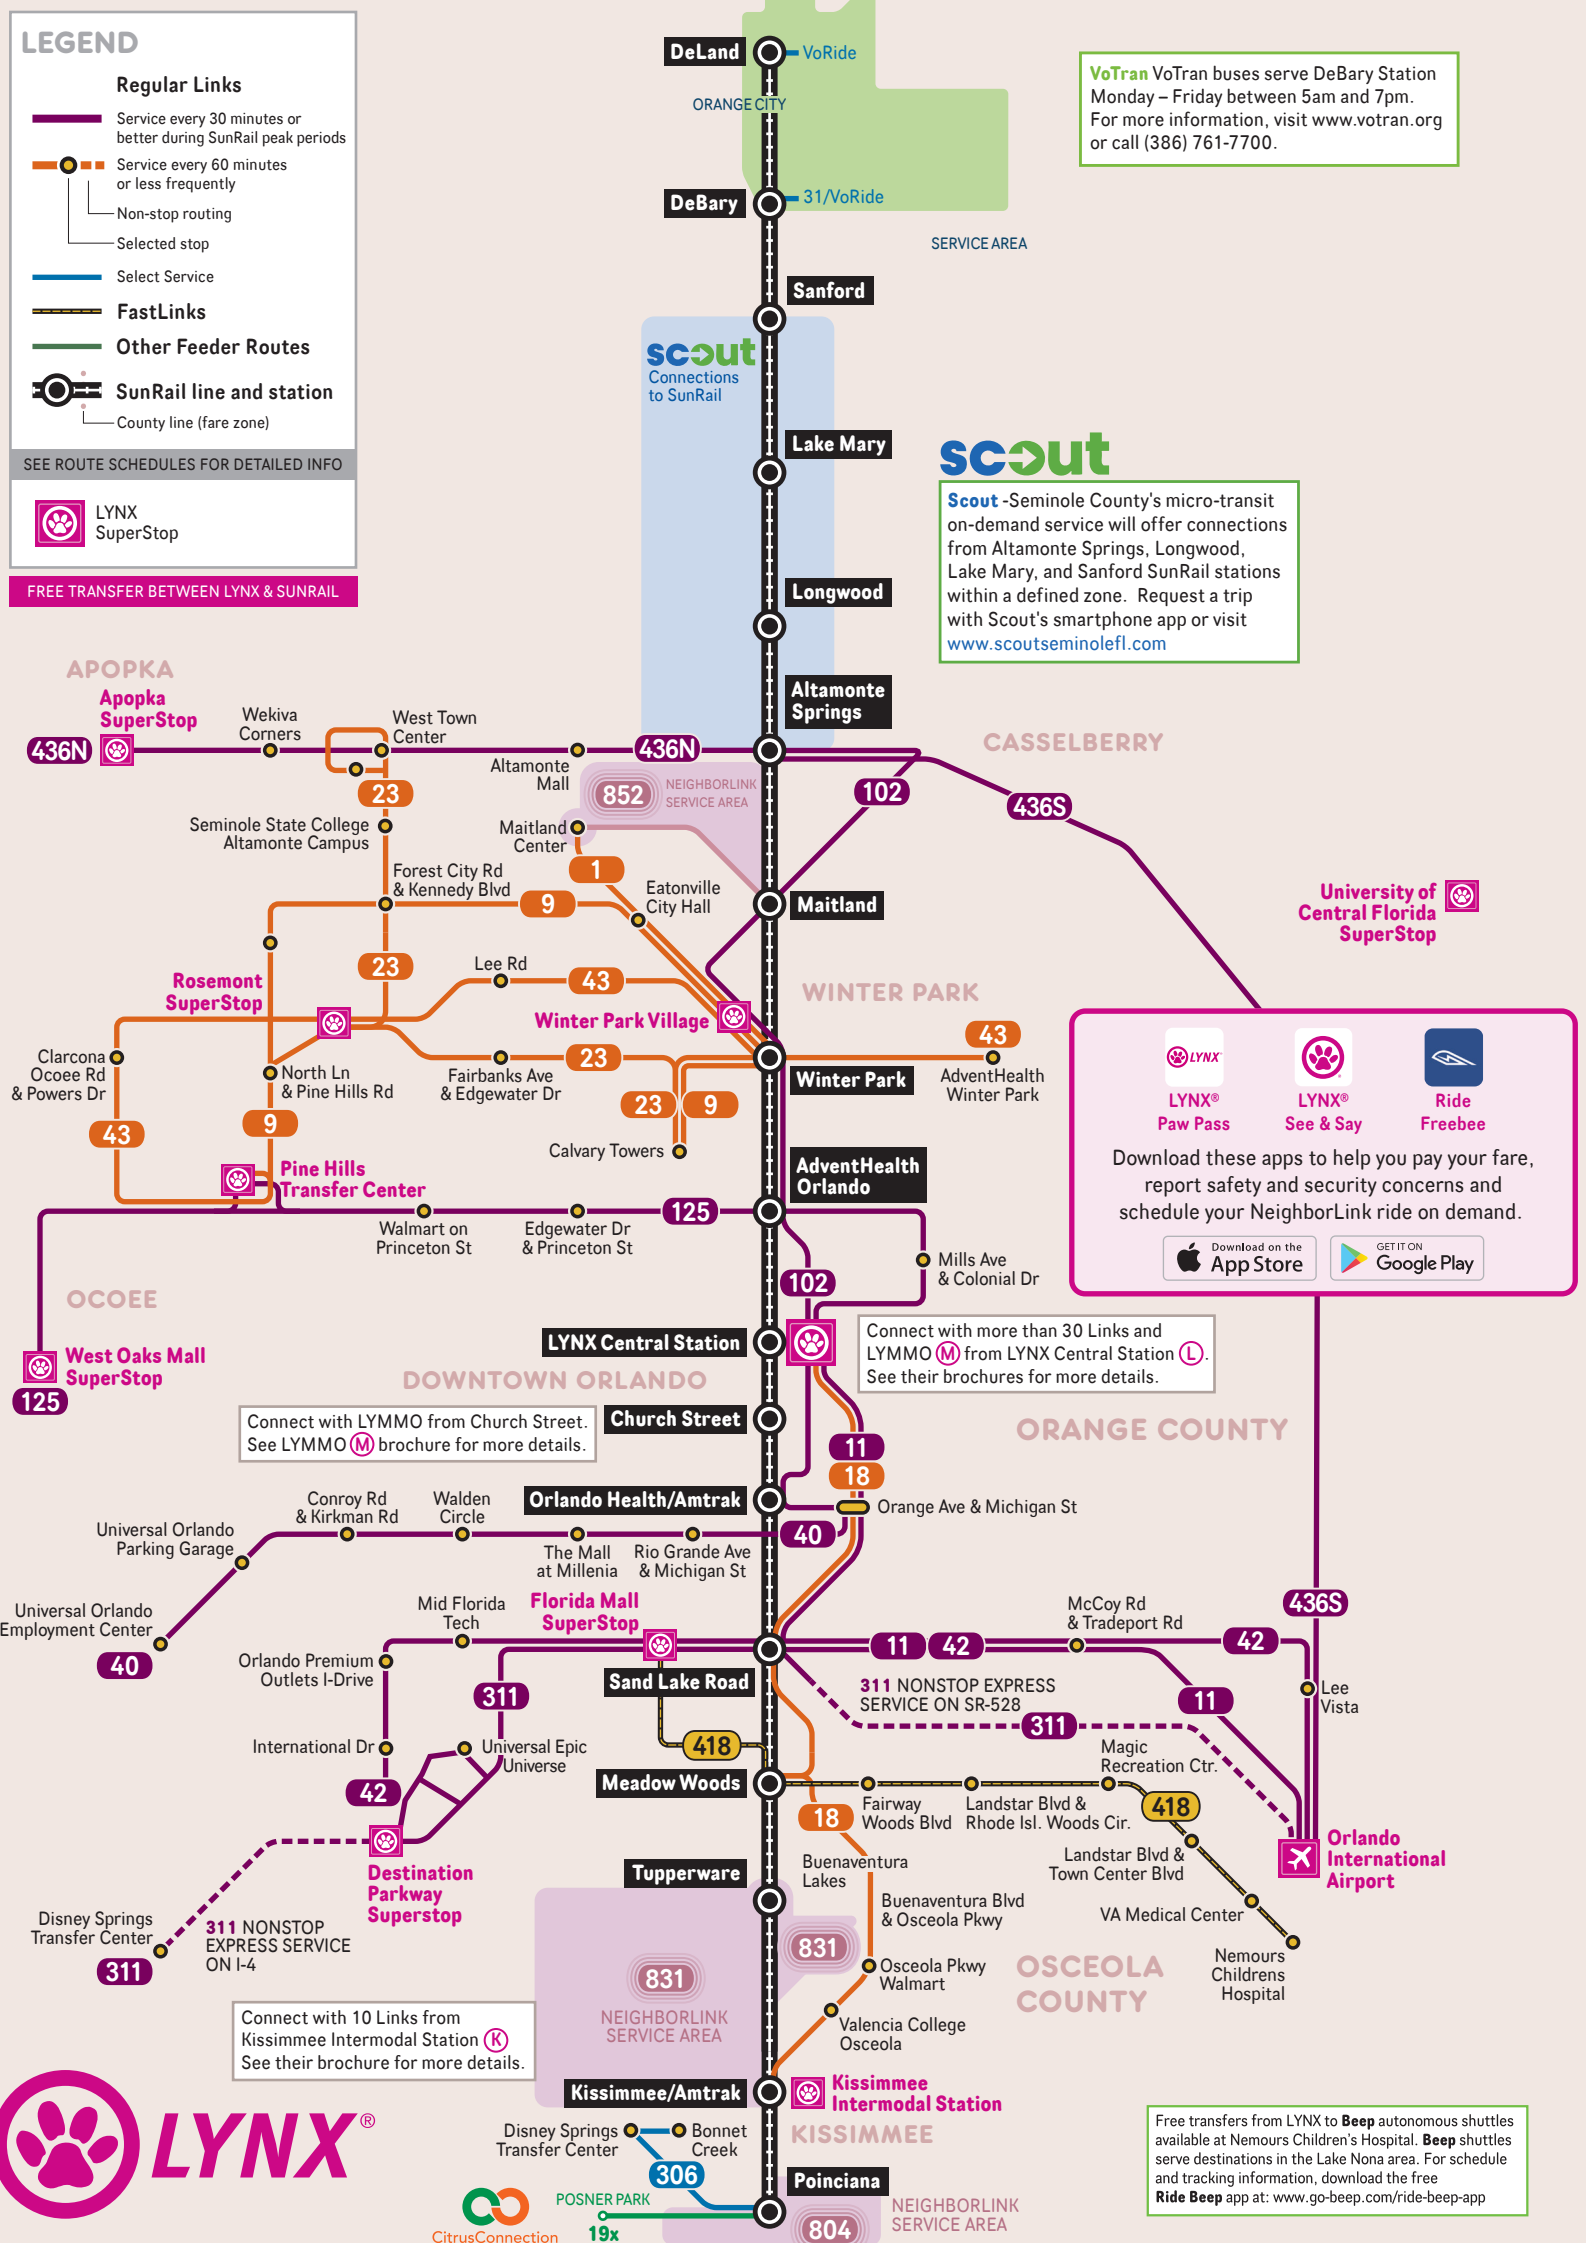 LEGEND
Regular Links
Service every 30 minutes or
better during SunRail peak periods
Service every 60 minutes
or less frequently
Non-stop routing
Selected stop
Select Service
FastLinks
Other Feeder Routes
SunRail line and station
County line (fare zone)
SEE ROUTE SCHEDULES FOR DETAILED INFO
LYNX
SuperStop
FREE TRANSFER BETWEEN LYNX & SUNRAIL
DeLand
VoRide
ORANGE CITY
DeBary
31/VoRide
SERVICE AREA
VoTran VoTran buses serve DeBary Station
Monday – Friday between 5am and 7pm.
For more information, visit www.votran.org
or call (386) 761-7700.
Sanford
scout
Connections
to SunRail
Lake Mary
scout
Scout -Seminole County's micro-transit
on-demand service will offer connections
from Altamonte Springs, Longwood,
Lake Mary, and Sanford SunRail stations
within a defined zone. Request a trip
with Scout's smartphone app or visit
www.scoutseminolefl.com
Longwood
Altamonte
Springs
APOPKA
Apopka
SuperStop
436N
Wekiva
Corners
West Town
Center
Altamonte
Mall
436N
CASSELBERRY
23
852
NEIGHBORLINK
SERVICE AREA
102
436S
Seminole State College
Altamonte Campus
Maitland
Center
1
Forest City Rd
& Kennedy Blvd
9
Eatonville
City Hall
Maitland
University of
Central Florida
SuperStop
23
Lee Rd
43
Rosemont
SuperStop
Winter Park Village
WINTER PARK
43
Clarcona
Ocoee Rd
& Powers Dr
North Ln
& Pine Hills Rd
Fairbanks Ave
& Edgewater Dr
23
Winter Park
AdventHealth
Winter Park
43
9
23
9
Calvary Towers
LYNX
LYNX®
Paw Pass
LYNX®
See & Say
Ride
Freebee
Download these apps to help you pay your fare,
report safety and security concerns and
schedule your NeighborLink ride on demand.
Download on the
App Store
GET IT ON
Google Play
Pine Hills
Transfer Center
AdventHealth
Orlando
Walmart on
Princeton St
Edgewater Dr
& Princeton St
125
Mills Ave
& Colonial Dr
102
OCOEE
West Oaks Mall
SuperStop
125
LYNX Central Station
Connect with more than 30 Links and
LYMMO M from LYNX Central Station L.
See their brochures for more details.
DOWNTOWN ORLANDO
Church Street
Connect with LYMMO from Church Street.
See LYMMO M brochure for more details.
ORANGE COUNTY
11
18
Orlando Health/Amtrak
Orange Ave & Michigan St
Conroy Rd
& Kirkman Rd
Walden
Circle
Universal Orlando
Parking Garage
The Mall
at Millenia
Rio Grande Ave
& Michigan St
40
Universal Orlando
Employment Center
40
Mid Florida
Tech
Florida Mall
SuperStop
McCoy Rd
& Tradeport Rd
436S
11
42
42
Orlando Premium
Outlets I-Drive
Sand Lake Road
311
311 NONSTOP EXPRESS
SERVICE ON SR-528
311
11
Lee
Vista
International Dr
Universal Epic
Universe
418
42
Meadow Woods
Magic
Recreation Ctr.
18
Fairway
Woods Blvd
Landstar Blvd &
Rhode Isl. Woods Cir.
418
Landstar Blvd &
Town Center Blvd
Orlando
International
Airport
Destination
Parkway
Superstop
Tupperware
Buenaventura
Lakes
Buenaventura Blvd
& Osceola Pkwy
VA Medical Center
Nemours
Childrens
Hospital
Disney Springs
Transfer Center
311
311 NONSTOP
EXPRESS SERVICE
ON I-4
831
831
NEIGHBORLINK
SERVICE AREA
Osceola Pkwy
Walmart
OSCEOLA
COUNTY
Connect with 10 Links from
Kissimmee Intermodal Station K
See their brochure for more details.
Valencia College
Osceola
Kissimmee/Amtrak
Kissimmee
Intermodal Station
KISSIMMEE
LYNX®
Disney Springs
Transfer Center
Bonnet
Creek
306
Poinciana
CitrusConnection
POSNER PARK
19x
804
NEIGHBORLINK
SERVICE AREA
Free transfers from LYNX to Beep autonomous shuttles
available at Nemours Children's Hospital. Beep shuttles
serve destinations in the Lake Nona area. For schedule
and tracking information, download the free
Ride Beep app at: www.go-beep.com/ride-beep-app